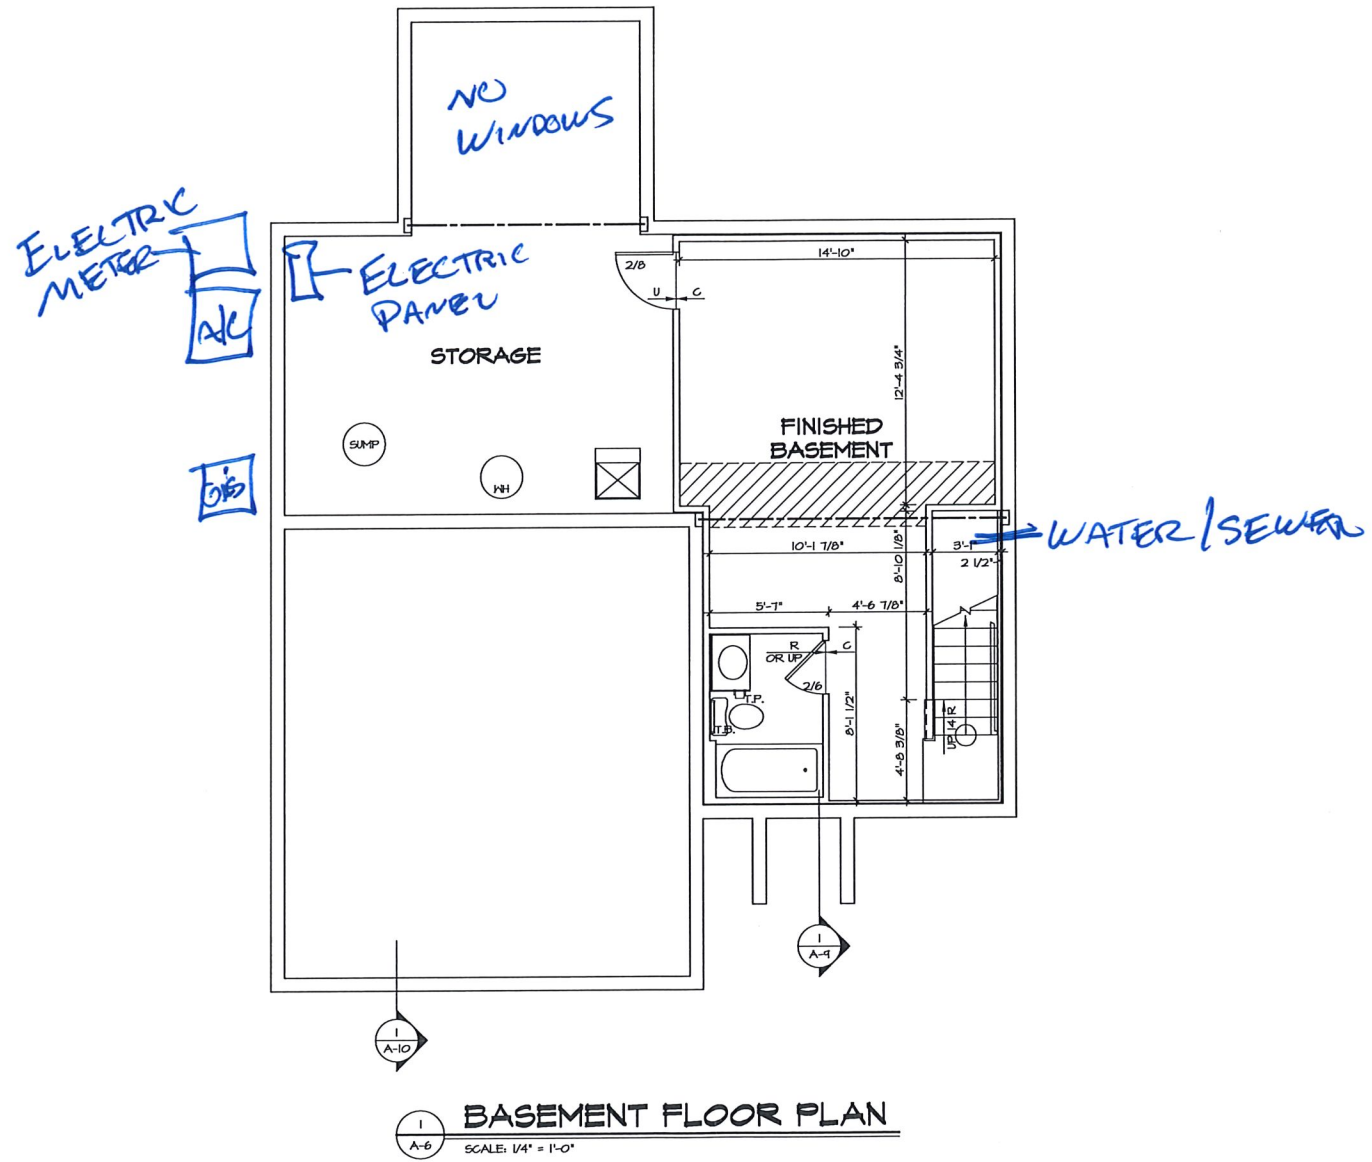 NO
WINDOWS
ELECTRIC
METER
A/C
ELECTRIC
PANEL
2/8
U
C
14'-10"
STORAGE
12'-4 3/4"
FINISHED
BASEMENT
SUMP
WH
GAS
WATER/SEWER
10'-1 7/8"
8'-10 1/8"
3'-1"
2 1/2"
5'-7"
4'-6 7/8"
R
OR UP
C
2/6
T.P.
T.B.
8'-1 1/2"
4'-8 3/8"
UP 14 R
1
A-9
1
A-10
1
A-6
BASEMENT FLOOR PLAN
SCALE: 1/4" = 1'-0"